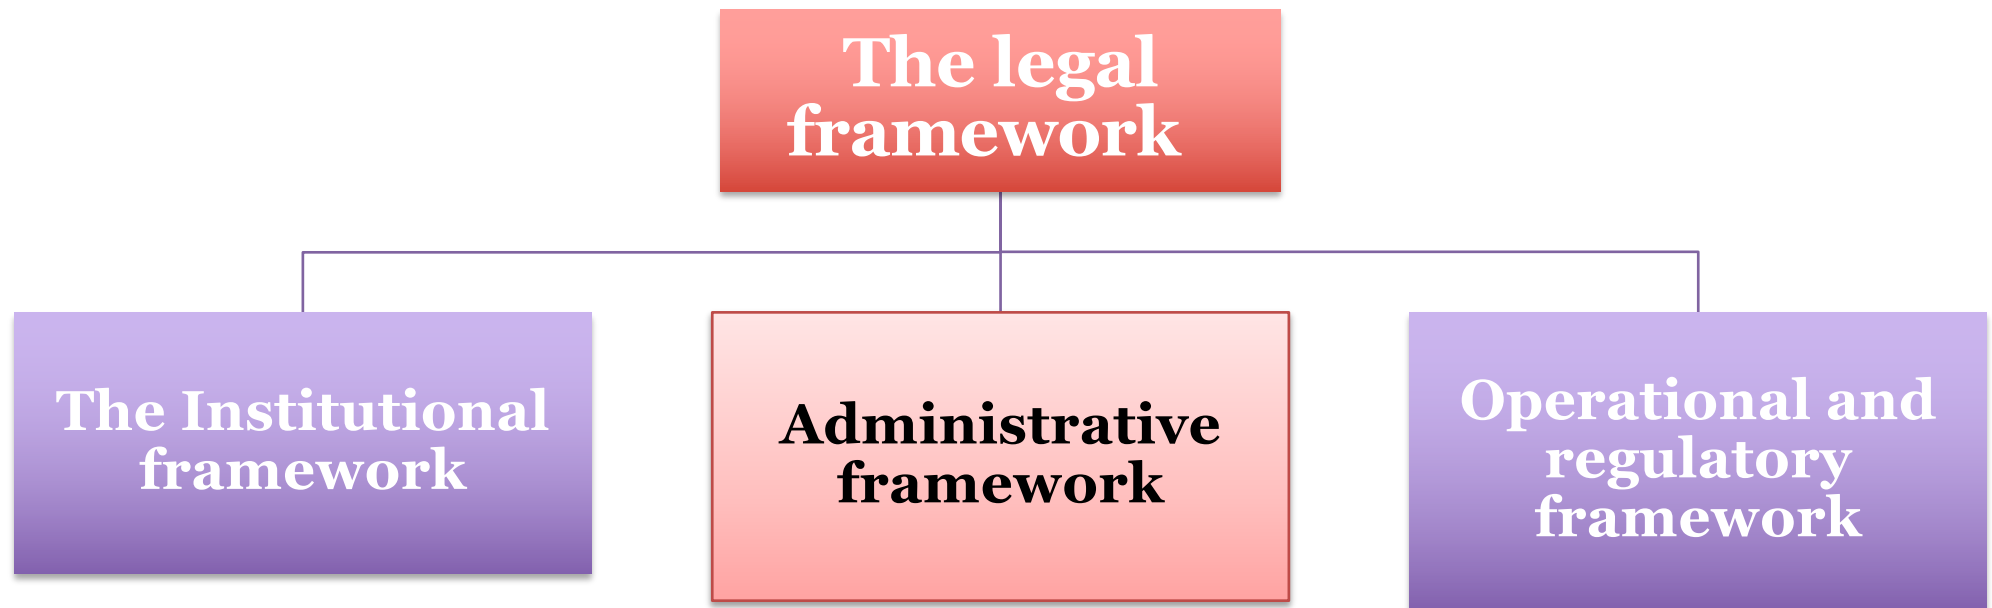 The legal
framework
The Institutional
framework
Administrative
framework
Operational and
regulatory
framework